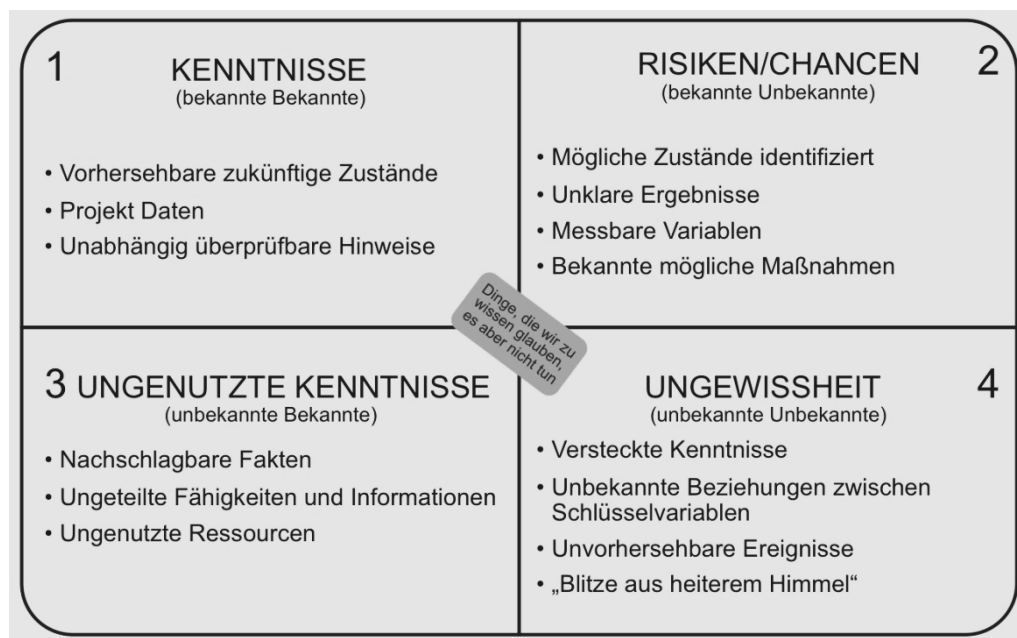 1
KENNTNISSE
(bekannte Bekannte)
• Vorhersehbare zukünftige Zustände
• Projekt Daten
• Unabhängig überprüfbare Hinweise
RISIKEN/CHANCEN
2
(bekannte Unbekannte)
• Mögliche Zustände identifiziert
• Unklare Ergebnisse
• Messbare Variablen
• Bekannte mögliche Maßnahmen
Dinge, die wir zu
wissen glauben,
es aber nicht tun
3 UNGENUTZTE KENNTNISSE
(unbekannte Bekannte)
• Nachschlagbare Fakten
• Ungeteilte Fähigkeiten und Informationen
• Ungenutzte Ressourcen
UNGEWISSHEIT
4
(unbekannte Unbekannte)
• Versteckte Kenntnisse
• Unbekannte Beziehungen zwischen
Schlüsselvariablen
• Unvorhersehbare Ereignisse
• „Blitze aus heiterem Himmel“